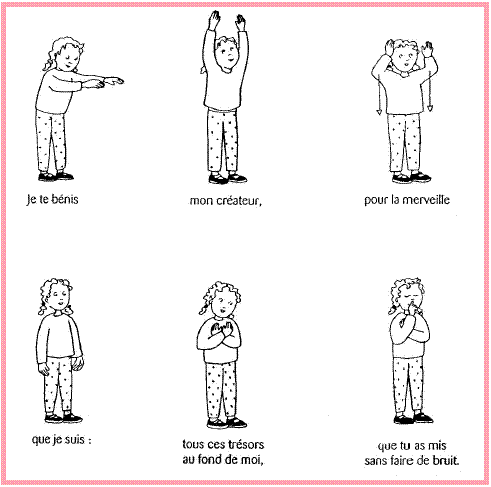 Je te bénis
mon créateur,
pour la merveille
que je suis :
tous ces trésors
au fond de moi,
que tu as mis
sans faire de bruit.